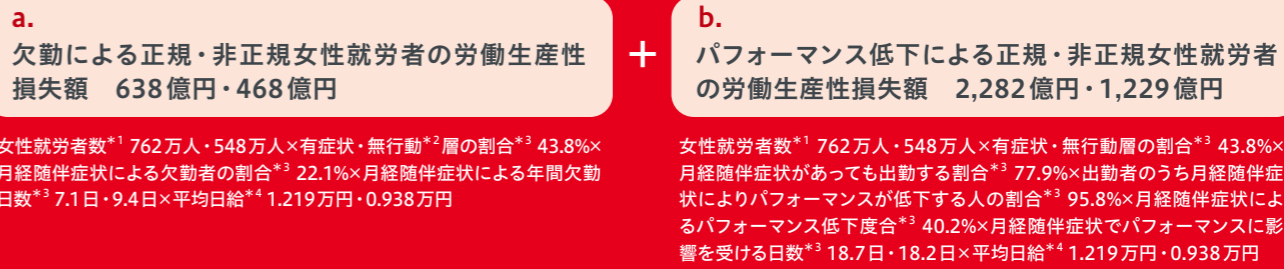 a.
欠勤による正規・非正規女性就労者の労働生産性
損失額 638億円・468億円
+
b.
パフォーマンス低下による正規・非正規女性就労者
の労働生産性損失額 2,282億円・1,229億円
女性就労者数*1 762万人・548万人×有症状・無行動*2層の割合*3 43.8%×
月経随伴症状による欠勤者の割合*3 22.1%×月経随伴症状による年間欠勤
日数*3 7.1日・9.4日×平均日給*4 1.219万円・0.938万円
女性就労者数*1 762万人・548万人×有症状・無行動層の割合*3 43.8%×
月経随伴症状があっても出勤する割合*3 77.9%×出勤者のうち月経随伴症
状によりパフォーマンスが低下する人の割合*3 95.8%×月経随伴症状によ
るパフォーマンス低下度合*3 40.2%×月経随伴症状でパフォーマンスに影
響を受ける日数*3 18.7日・18.2日×平均日給*4 1.219万円・0.938万円